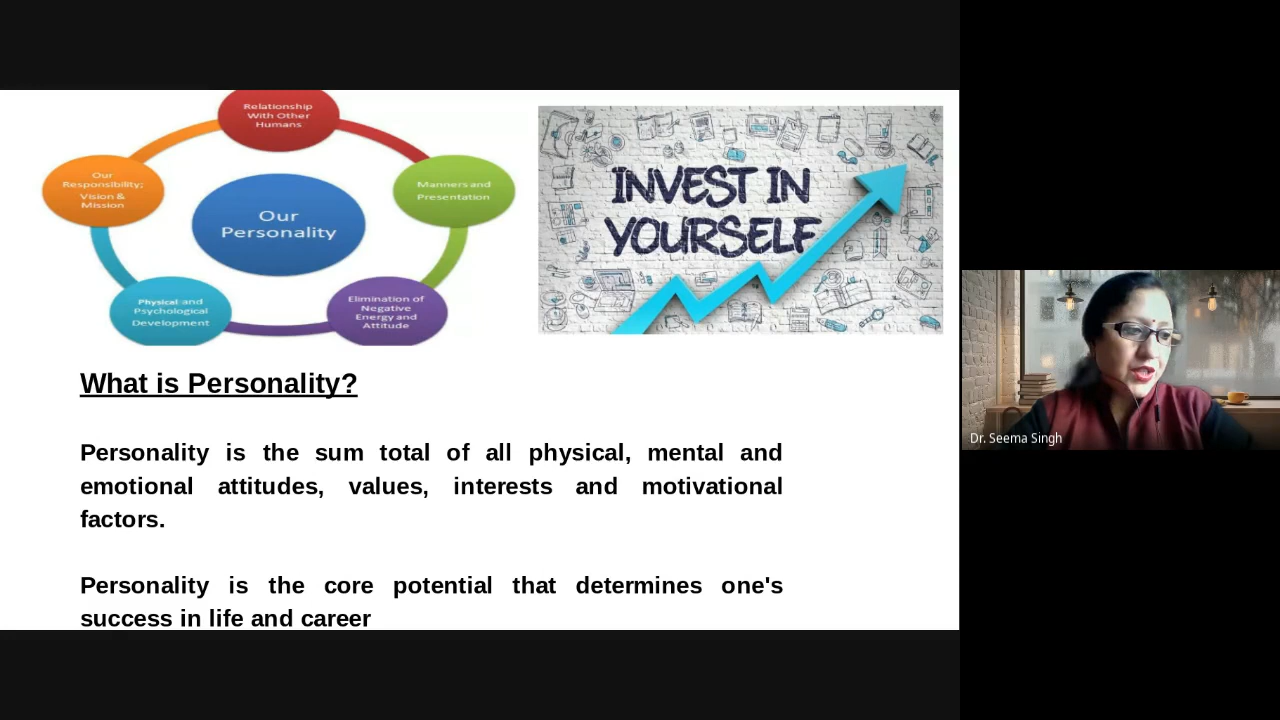 Relationship
With Other
Humans
Our
Responsibility;
Vision &
Mission
Manners and
Presentation
Our
Personality
Physical and
Psychological
Development
Elimination of
Negative
Energy and
Attitude
INVEST IN
YOURSELF
What is Personality?
Personality is the sum total of all physical, mental and
emotional attitudes, values, interests and motivational
factors.
Personality is the core potential that determines one's
success in life and career
Dr. Seema Singh